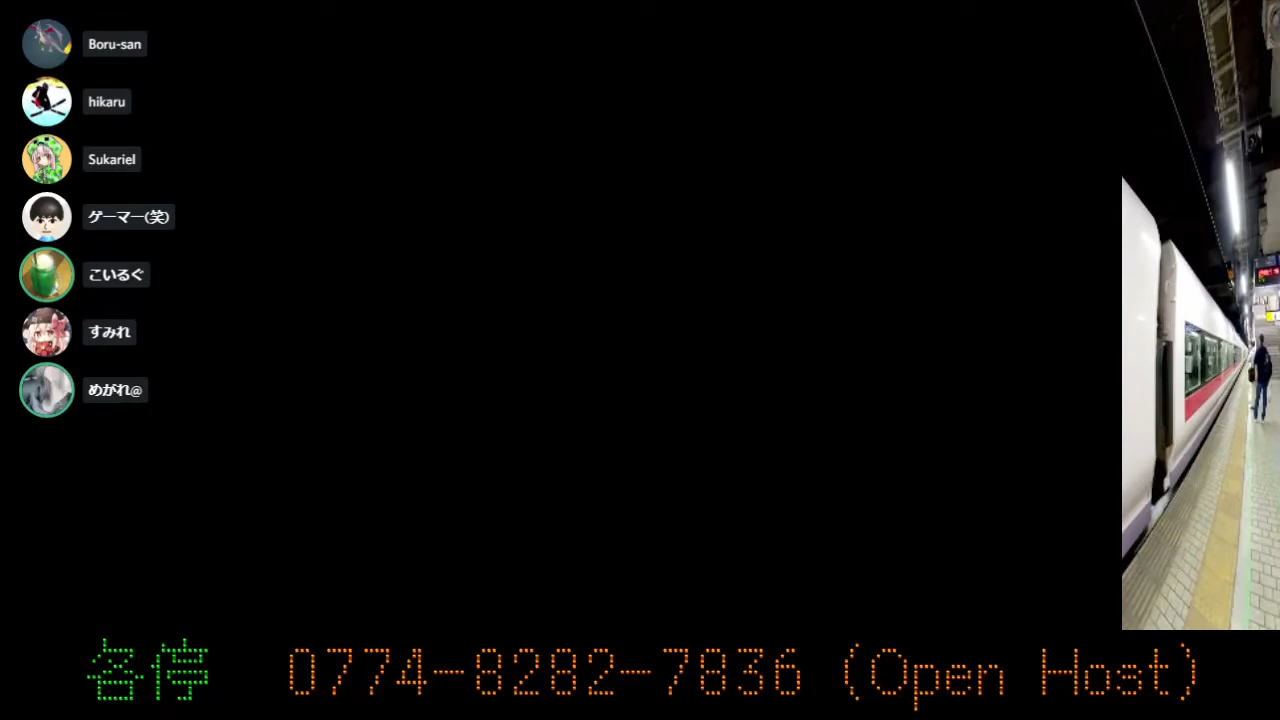 Boru-san
hikaru
Sukariel
ゲーマー(笑)
こいるぐ
すみれ
めがれ@
各停 0774-8282-7836 (Open Host)